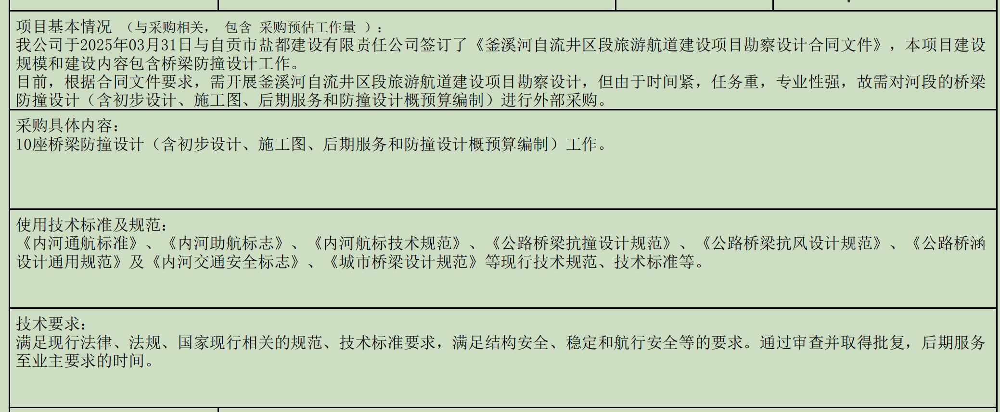 项目基本情况 （与采购相关， 包含 采购预估工作量 ）：
我公司于2025年03月31日与自贡市盐都建设有限责任公司签订了《釜溪河自流井区段旅游航道建设项目勘察设计合同文件》，本项目建设
规模和建设内容包含桥梁防撞设计工作。
目前，根据合同文件要求，需开展釜溪河自流井区段旅游航道建设项目勘察设计，但由于时间紧，任务重，专业性强，故需对河段的桥梁
防撞设计（含初步设计、施工图、后期服务和防撞设计概预算编制）进行外部采购。
采购具体内容：
10座桥梁防撞设计（含初步设计、施工图、后期服务和防撞设计概预算编制）工作。
使用技术标准及规范：
《内河通航标准》、《内河助航标志》、《内河航标技术规范》、《公路桥梁抗撞设计规范》、《公路桥梁抗风设计规范》、《公路桥涵
设计通用规范》及《内河交通安全标志》、《城市桥梁设计规范》等现行技术规范、技术标准等。
技术要求：
满足现行法律、法规、国家现行相关的规范、技术标准要求，满足结构安全、稳定和航行安全等的要求。通过审查并取得批复，后期服务
至业主要求的时间。